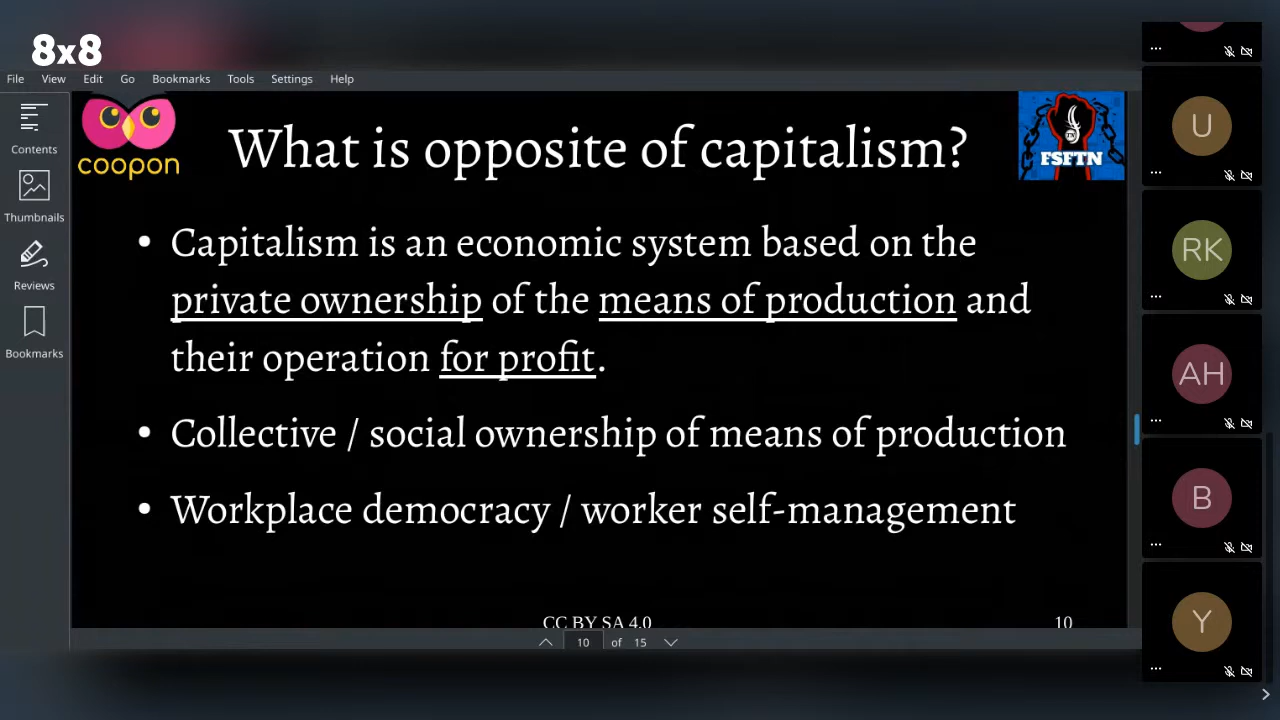 8x8
File View Edit Go Bookmarks Tools Settings Help
Contents
Thumbnails
Reviews
Bookmarks
coopon
What is opposite of capitalism?
FSFTN
• Capitalism is an economic system based on the
private ownership of the means of production and
their operation for profit.
• Collective / social ownership of means of production
• Workplace democracy / worker self-management
CC BY SA 4.0
10
10 of 15
U
RK
AH
B
Y